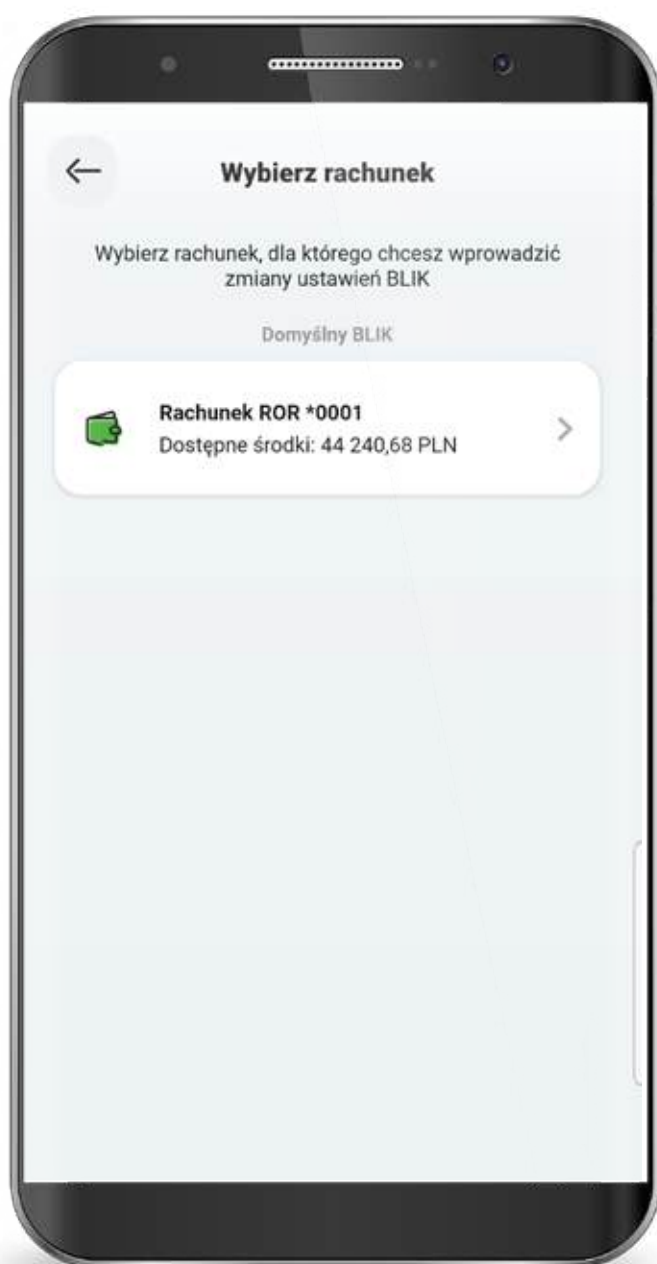 Wybierz rachunek
Wybierz rachunek, dla którego chcesz wprowadzić
zmiany ustawień BLIK
Domyślny BLIK
Rachunek ROR *0001
Dostępne środki: 44 240,68 PLN